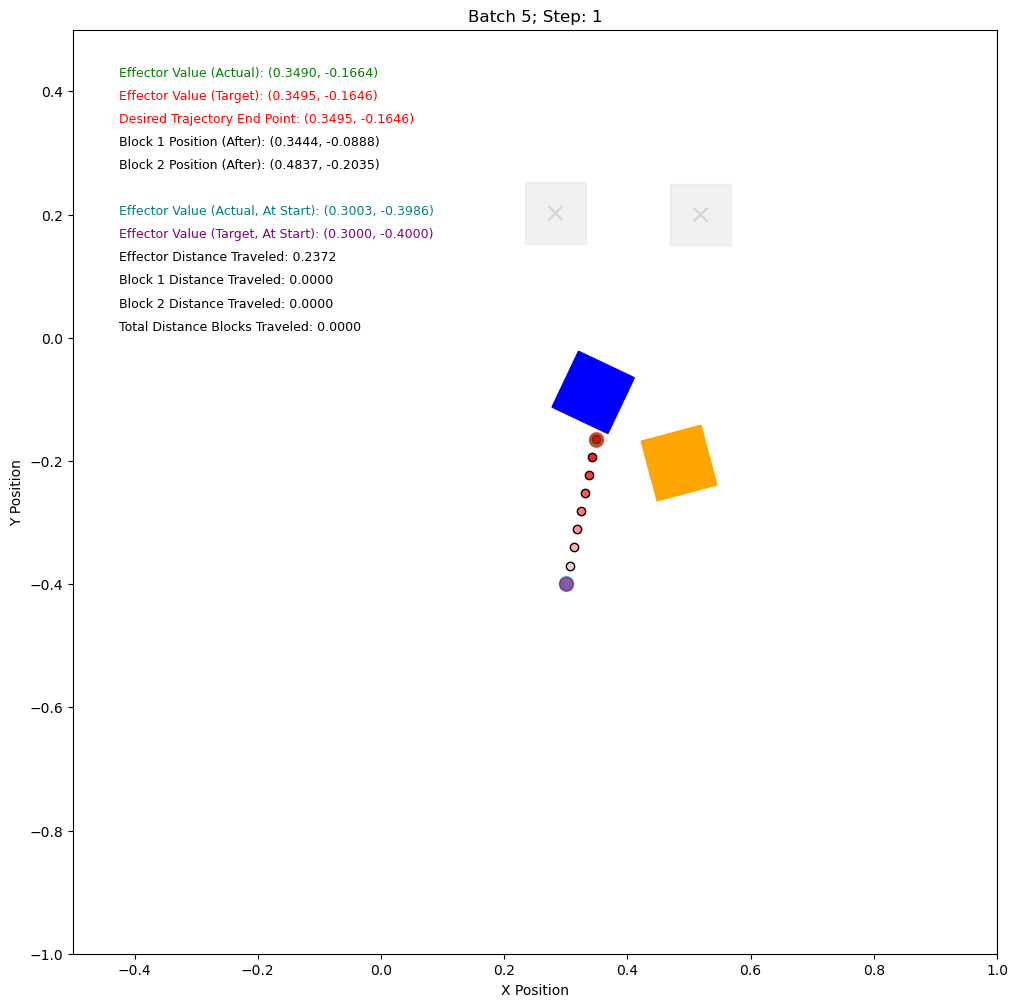 Batch 5; Step: 1
Effector Value (Actual): (0.3490, -0.1664)
Effector Value (Target): (0.3495, -0.1646)
Desired Trajectory End Point: (0.3495, -0.1646)
Block 1 Position (After): (0.3444, -0.0888)
Block 2 Position (After): (0.4837, -0.2035)
Effector Value (Actual, At Start): (0.3003, -0.3986)
Effector Value (Target, At Start): (0.3000, -0.4000)
Effector Distance Traveled: 0.2372
Block 1 Distance Traveled: 0.0000
Block 2 Distance Traveled: 0.0000
Total Distance Blocks Traveled: 0.0000
Y Position
0.4
0.2
0.0
−0.2
−0.4
−0.6
−0.8
−1.0
−0.4
−0.2
0.0
0.2
0.4
0.6
0.8
1.0
X Position